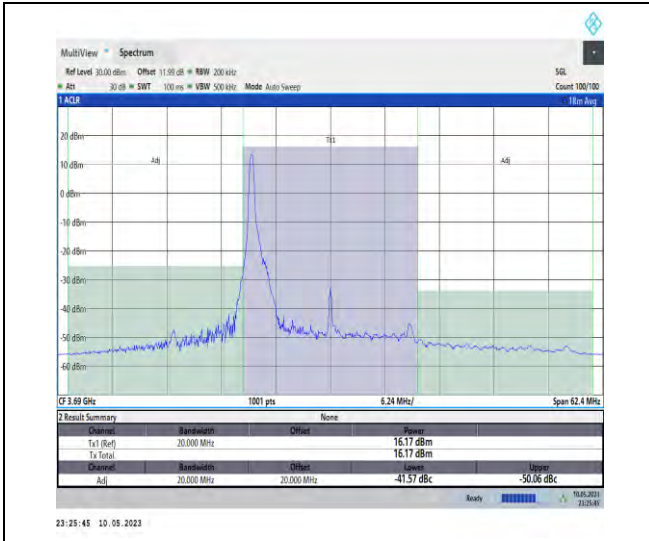 MultiView Spectrum
Ref Level 30.00 dBm Offset 11.99 dB RBW 200 kHz SGL
Att 30 dB SWT 100 ms VBW 500 kHz Mode Auto Sweep Count 100/100
1 ACLR 1Rm Avg
Tx1
20 dBm
Adj Adj
10 dBm
0 dBm
-10 dBm
-20 dBm
-30 dBm
-40 dBm
-50 dBm
-60 dBm
CF 3.69 GHz 1001 pts 6.24 MHz/ Span 62.4 MHz
2 Result Summary None
Channel Bandwidth Offset Power
Tx1 (Ref) 20.000 MHz 16.17 dBm
Tx Total 16.17 dBm
Channel Bandwidth Offset Lower Upper
Adj 20.000 MHz 20.000 MHz -41.57 dBc -50.06 dBc
Ready 10.05.2023
23:25:45
23:25:45 10.05.2023